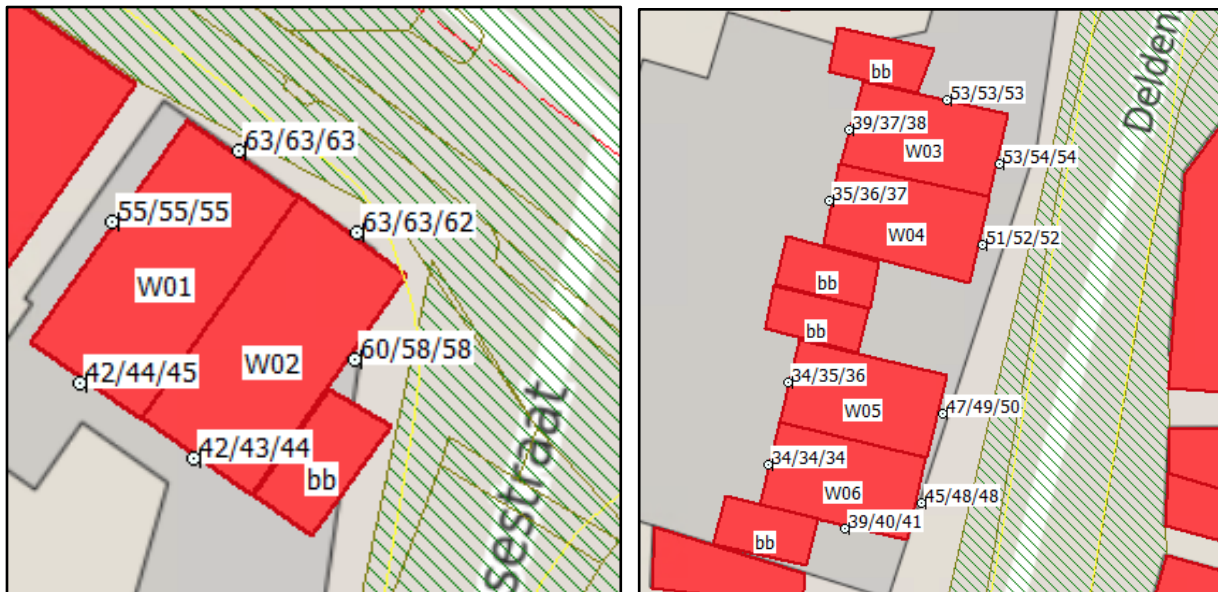 63/63/63
55/55/55
63/63/62
W01
60/58/58
42/44/45
W02
42/43/44
bb
sestraat
bb
53/53/53
39/37/38
W03
53/54/54
35/36/37
W04
51/52/52
bb
bb
34/35/36
W05
47/49/50
34/34/34
W06
45/48/48
39/40/41
bb
Delden